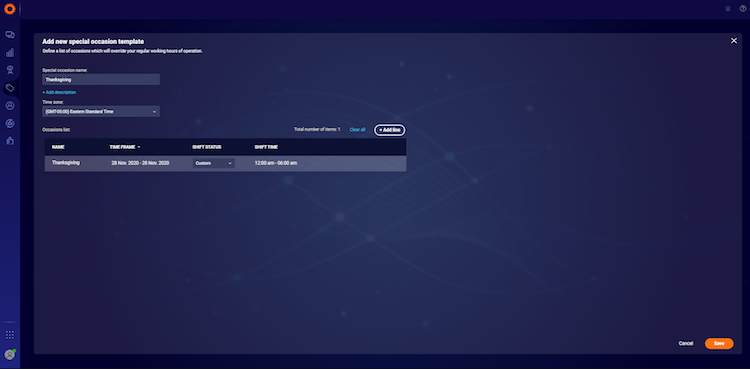 Add new special occasion template
Define a list of occasions which will override your regular working hours of operation.
Special occasion name:
Thanksgiving
+ Add description
Time zone:
(GMT-05:00) Eastern Standard Time
Occasions list:
Total number of items: 1 Clear all + Add line
NAME TIME FRAME SHIFT STATUS SHIFT TIME
Thanksgiving 28 Nov. 2020 - 28 Nov. 2020 Custom 12:00 am - 06:00 am
Cancel Save